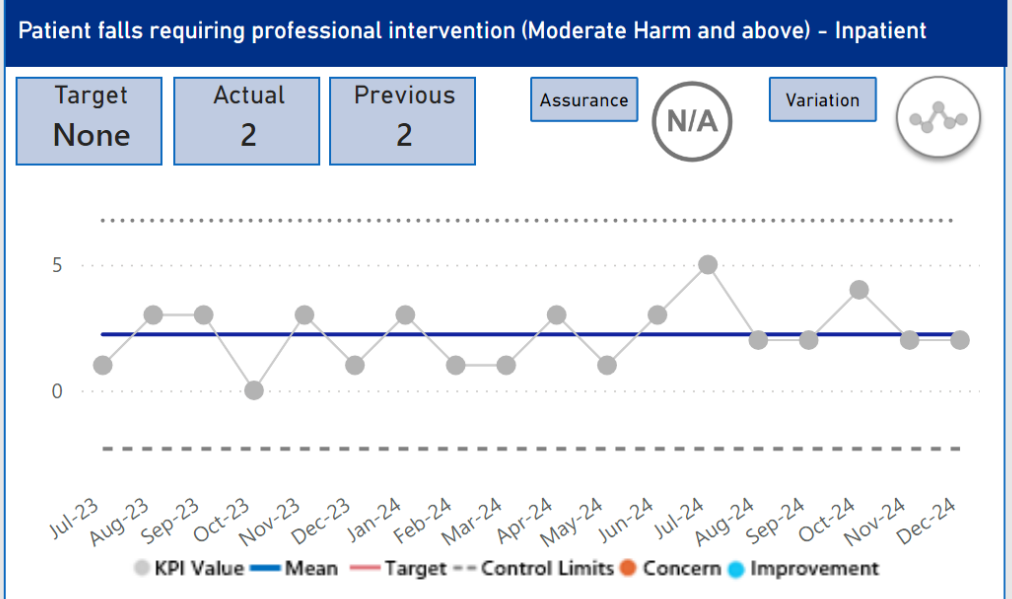 Patient falls requiring professional intervention (Moderate Harm and above) - Inpatient
Target
None
Actual
2
Previous
2
Assurance
N/A
Variation
5
0
Jul-23
Aug-23
Sep-23
Oct-23
Nov-23
Dec-23
Jan-24
Feb-24
Mar-24
Apr-24
May-24
Jun-24
Jul-24
Aug-24
Sep-24
Oct-24
Nov-24
Dec-24
KPI Value Mean Target Control Limits Concern Improvement